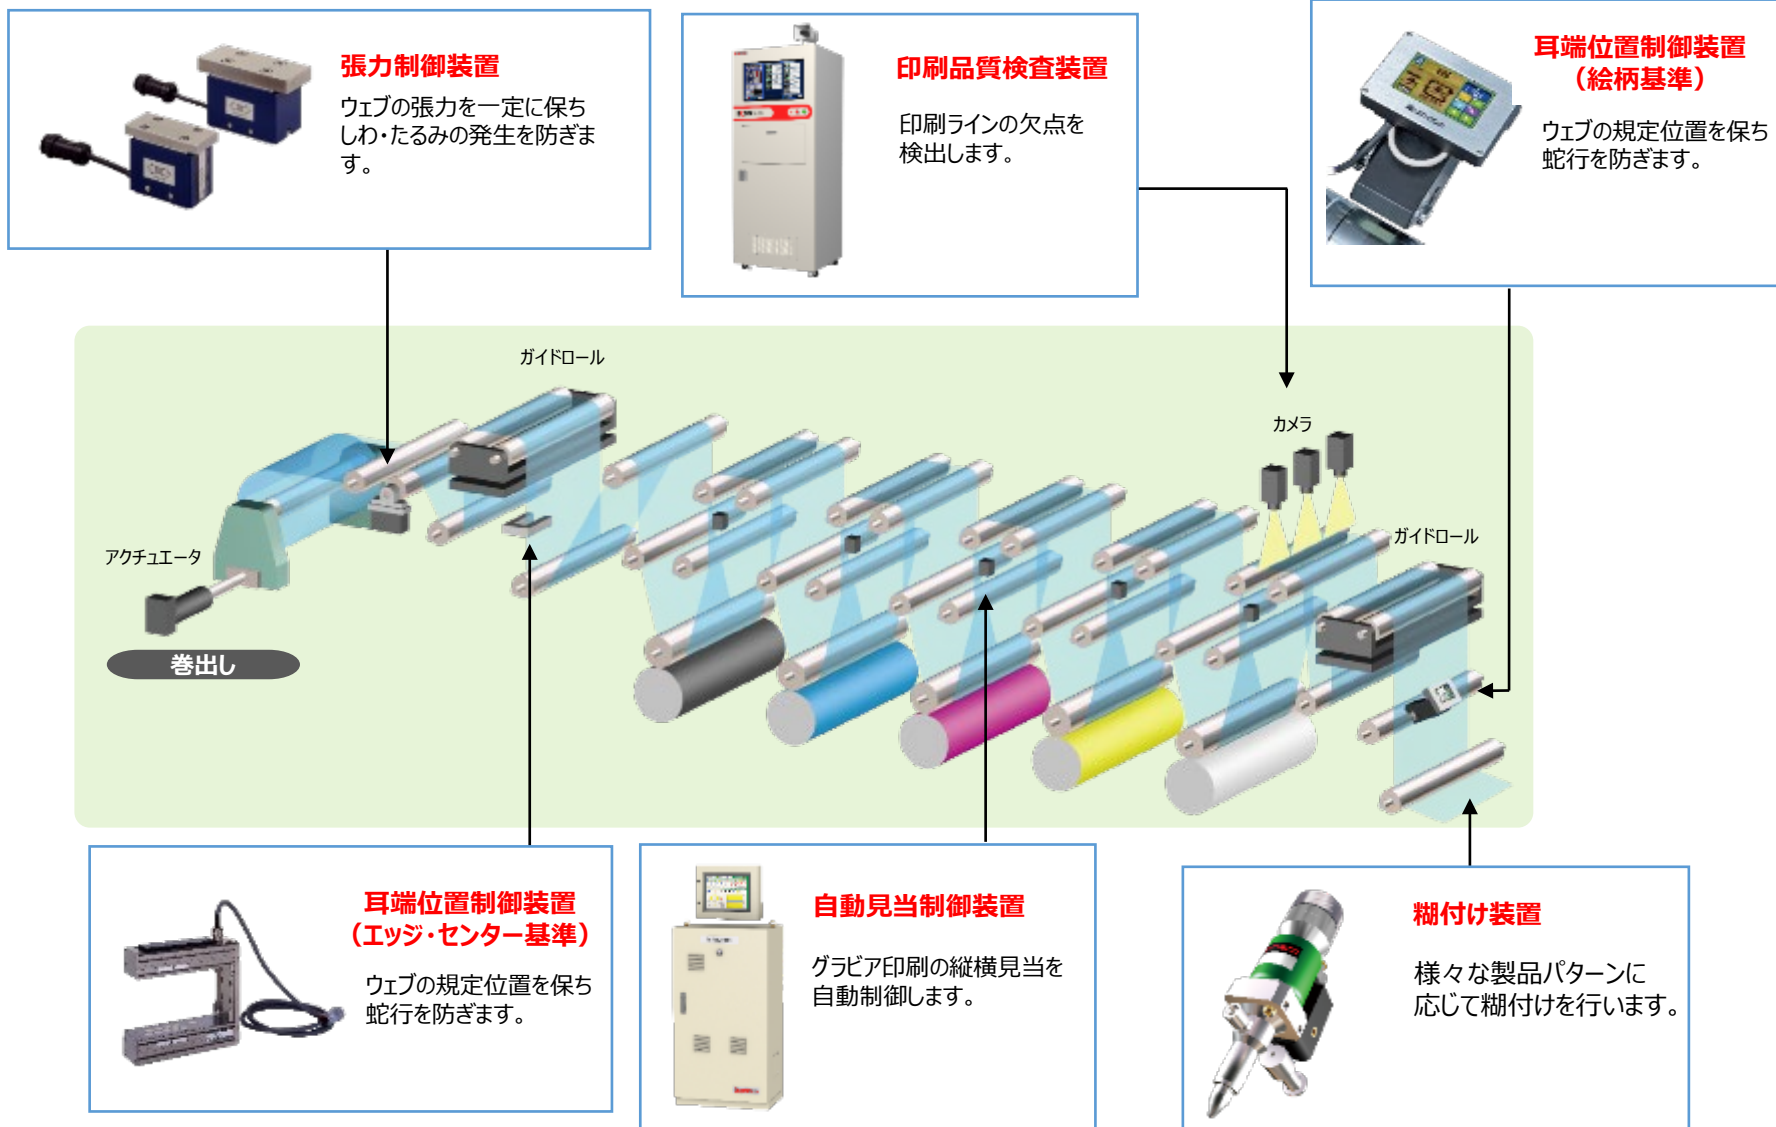 張力制御装置
ウェブの張力を一定に保ち
しわ・たるみの発生を防ぎま
す。
印刷品質検査装置
印刷ラインの欠点を
検出します。
耳端位置制御装置
（絵柄基準）
ウェブの規定位置を保ち
蛇行を防ぎます。
ガイドロール
カメラ
ガイドロール
アクチュエータ
巻出し
耳端位置制御装置
（エッジ・センター基準）
ウェブの規定位置を保ち
蛇行を防ぎます。
自動見当制御装置
グラビア印刷の縦横見当を
自動制御します。
糊付け装置
様々な製品パターンに
応じて糊付けを行います。